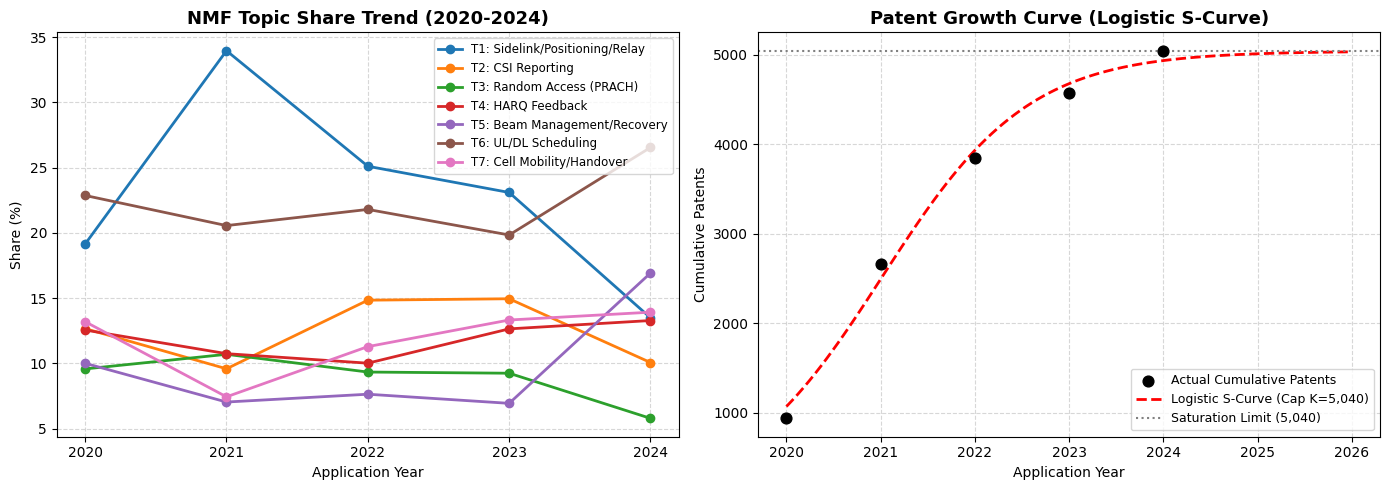 NMF Topic Share Trend (2020-2024)
35
30
25
20
15
10
5
Share (%)
T1: Sidelink/Positioning/Relay
T2: CSI Reporting
T3: Random Access (PRACH)
T4: HARQ Feedback
T5: Beam Management/Recovery
T6: UL/DL Scheduling
T7: Cell Mobility/Handover
2020 2021 2022 2023 2024
Application Year
Patent Growth Curve (Logistic S-Curve)
5000
4000
3000
2000
1000
Cumulative Patents
Actual Cumulative Patents
Logistic S-Curve (Cap K=5,040)
Saturation Limit (5,040)
2020 2021 2022 2023 2024 2025 2026
Application Year